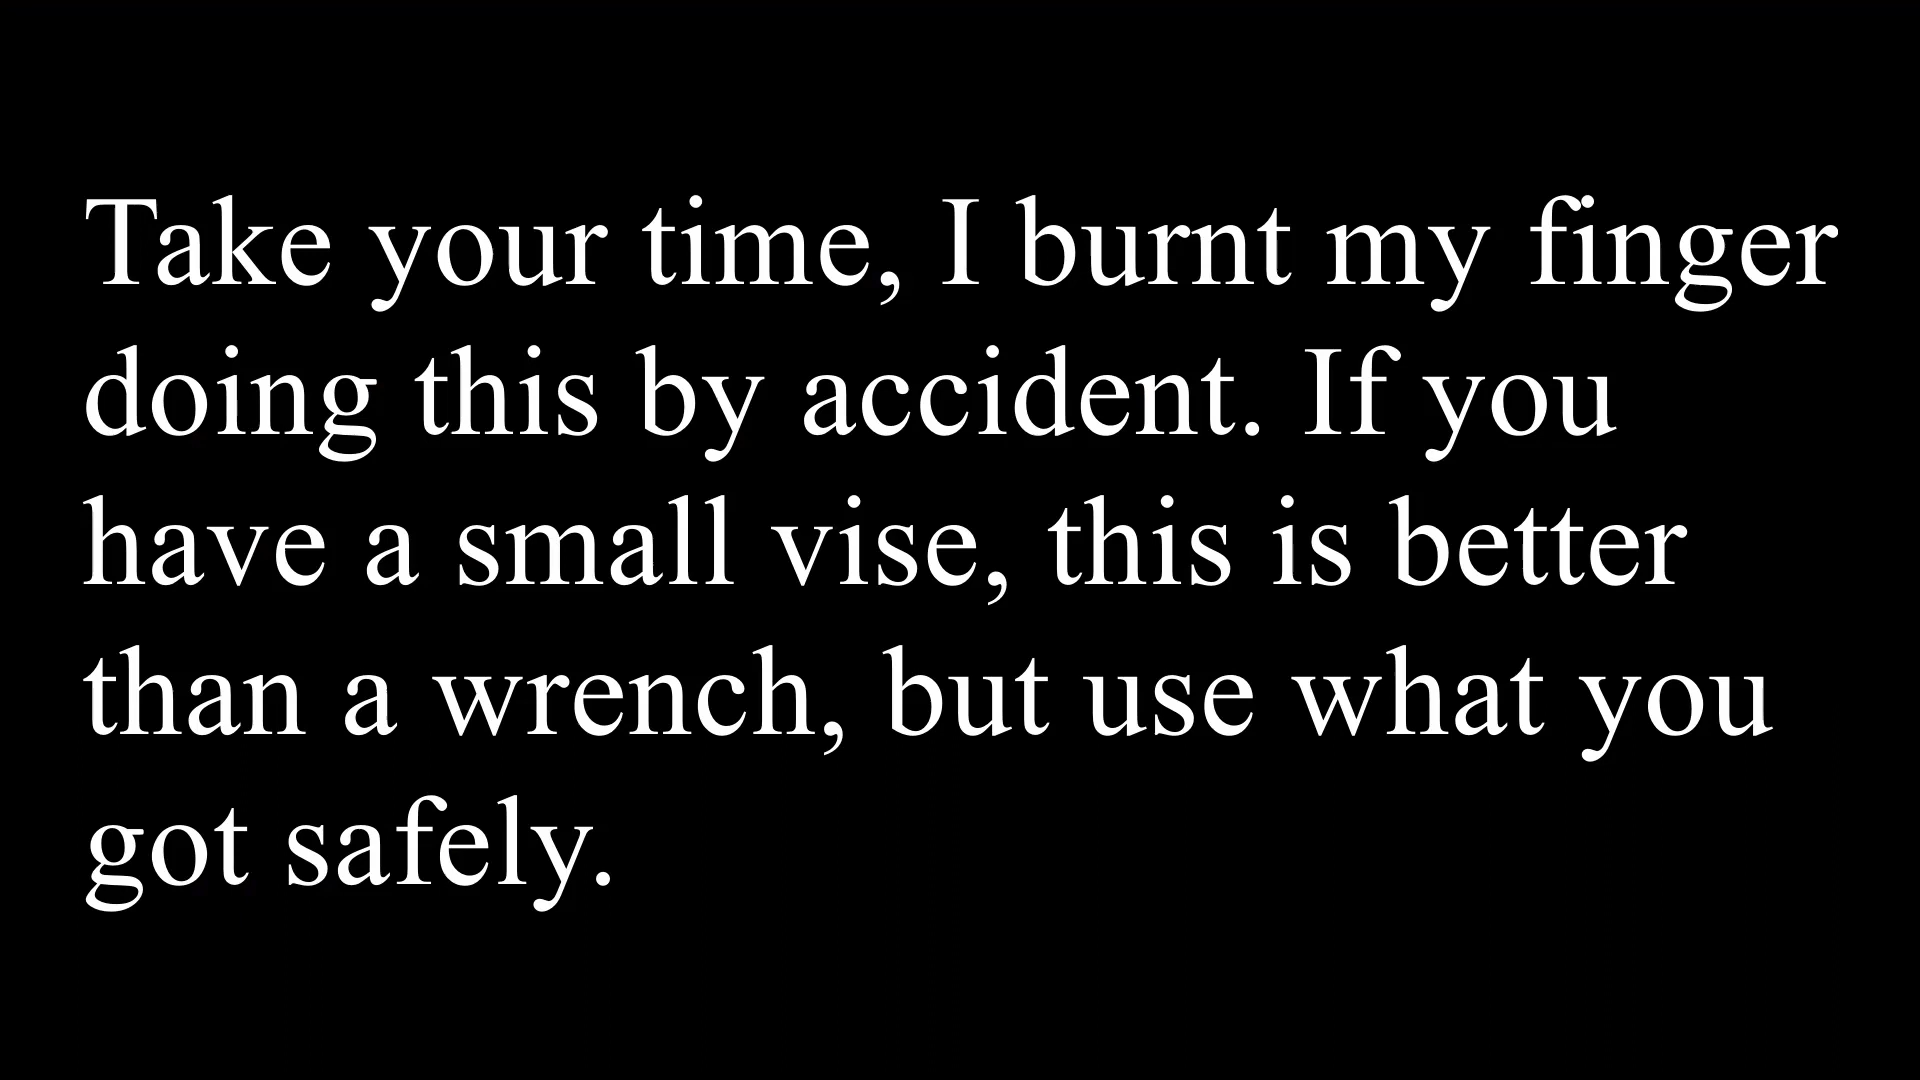 Take your time, I burnt my finger
doing this by accident. If you
have a small vise, this is better
than a wrench, but use what you
got safely.